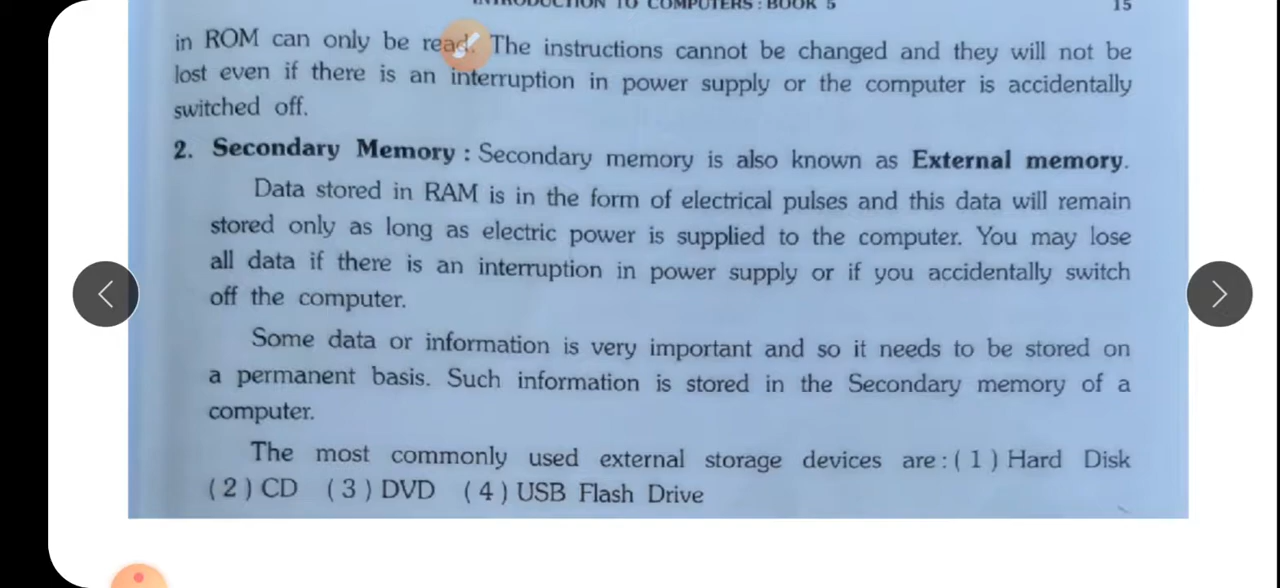 INTRODUCTION TO COMPUTERS : BOOK 5 15
in ROM can only be read. The instructions cannot be changed and they will not be
lost even if there is an interruption in power supply or the computer is accidentally
switched off.
2. Secondary Memory : Secondary memory is also known as External memory.
Data stored in RAM is in the form of electrical pulses and this data will remain
stored only as long as electric power is supplied to the computer. You may lose
all data if there is an interruption in power supply or if you accidentally switch
off the computer.
Some data or information is very important and so it needs to be stored on
a permanent basis. Such information is stored in the Secondary memory of a
computer.
The most commonly used external storage devices are : ( 1 ) Hard Disk
( 2 ) CD ( 3 ) DVD ( 4 ) USB Flash Drive